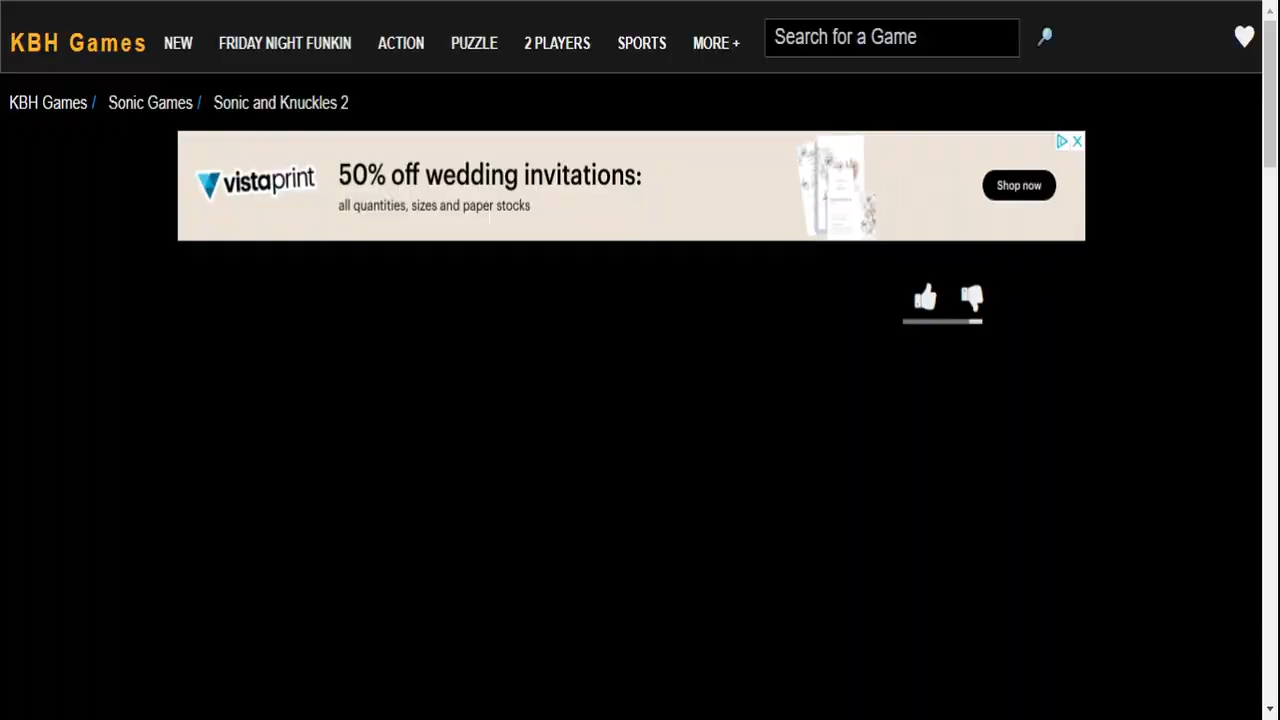 KBH Games NEW FRIDAY NIGHT FUNKIN ACTION PUZZLE 2 PLAYERS SPORTS MORE + Search for a Game
KBH Games / Sonic Games / Sonic and Knuckles 2
vistaprint
50% off wedding invitations:
all quantities, sizes and paper stocks
Shop now